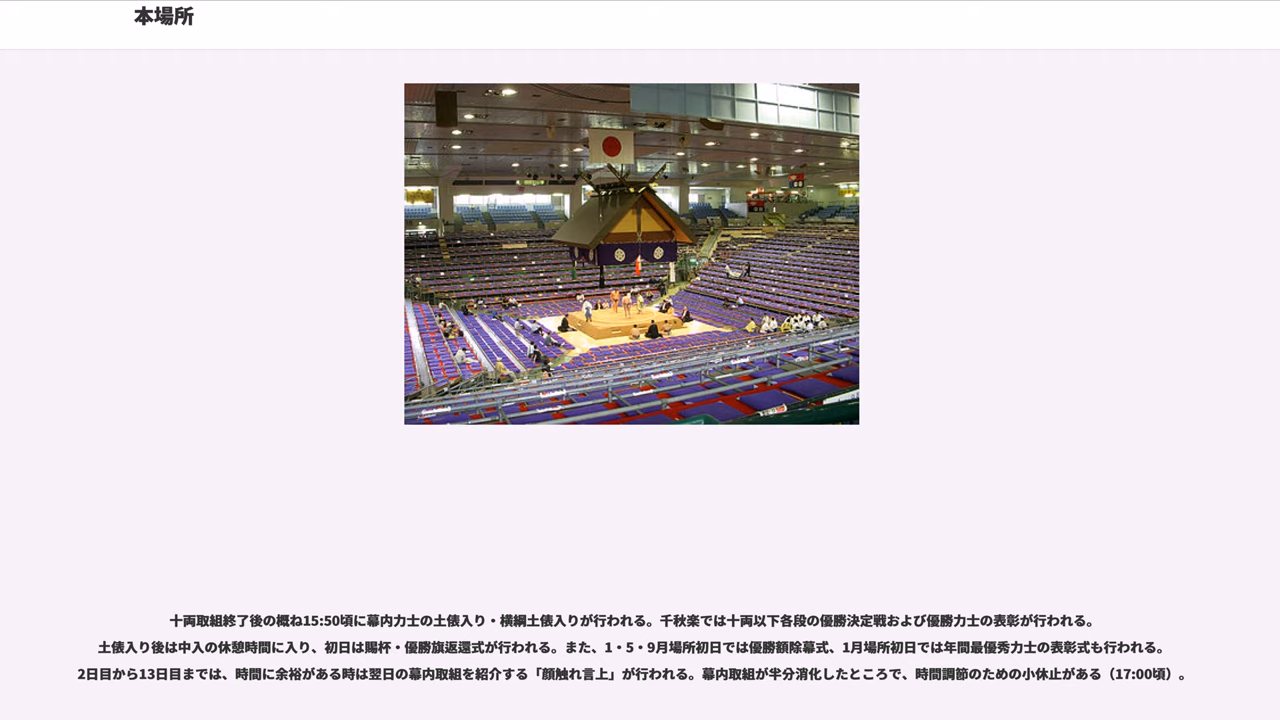 本場所
十両取組終了後の概ね15:50頃に幕内力士の土俵入り・横綱土俵入りが行われる。千秋楽では十両以下各段の優勝決定戦および優勝力士の表彰が行われる。
土俵入り後は中入の休憩時間に入り、初日は賜杯・優勝旗返還式が行われる。また、1・5・9月場所初日では優勝額除幕式、1月場所初日では年間最優秀力士の表彰式も行われる。
2日目から13日目までは、時間に余裕がある時は翌日の幕内取組を紹介する「顔触れ言上」が行われる。幕内取組が半分消化したところで、時間調節のための小休止がある（17:00頃）。